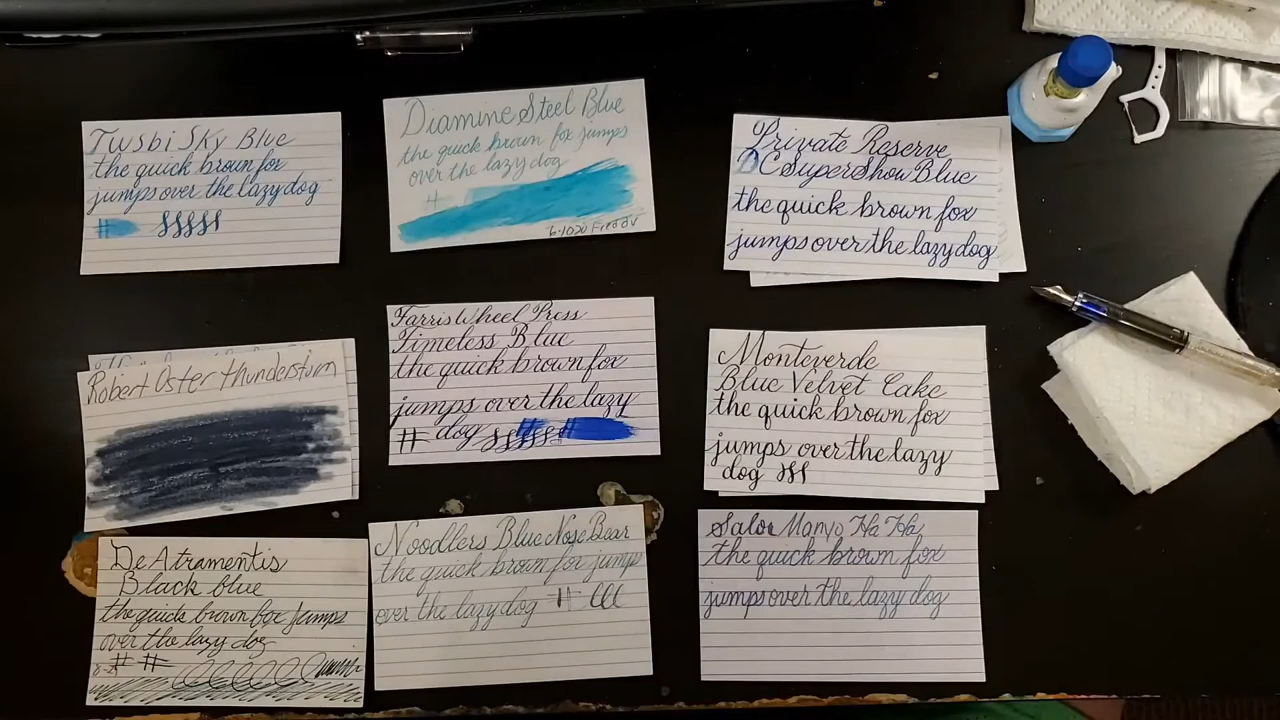 Twsbi Sky Blue
the quick brown fox
jumps over the lazy dog
Diamine Steel Blue
the quick brown fox jumps
over the lazy dog
Private Reserve
DC Supershow Blue
the quick brown fox
jumps over the lazy dog
Robert Oster thunderstorm
Farris Wheel Press
Timeless Blue
the quick brown fox
jumps over the lazy
# dog
Monteverde
Blue Velvet Cake
the quick brown fox
jumps over the lazy
dog
De Atramentis
Black blue
the quick brown fox jumps
over the lazy dog
# #
Noodlers Blue Nose Bear
the quick brown fox jumps
over the lazy dog #
Salor Manyo Ha Ha
the quick brown fox
jumps over the lazy dog